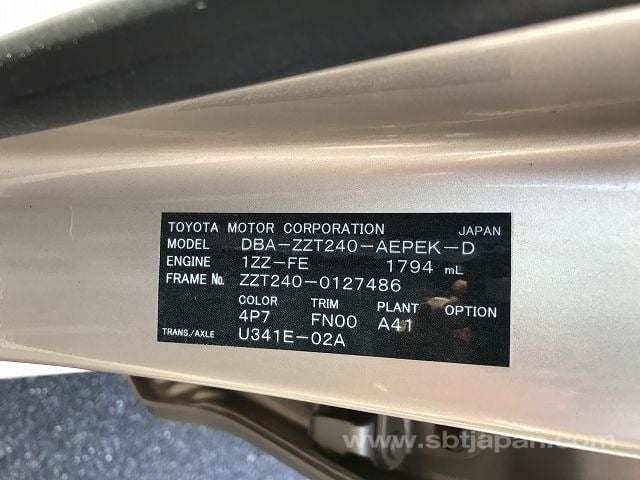 TOYOTA MOTOR CORPORATION JAPAN
MODEL DBA-ZZT240-AEPEK-D
ENGINE 1ZZ-FE 1794 mL
FRAME No. ZZT240-0127486
COLOR TRIM PLANT OPTION
4P7 FN00 A41
TRANS./AXLE U341E-02A
www.sbtjapan.com